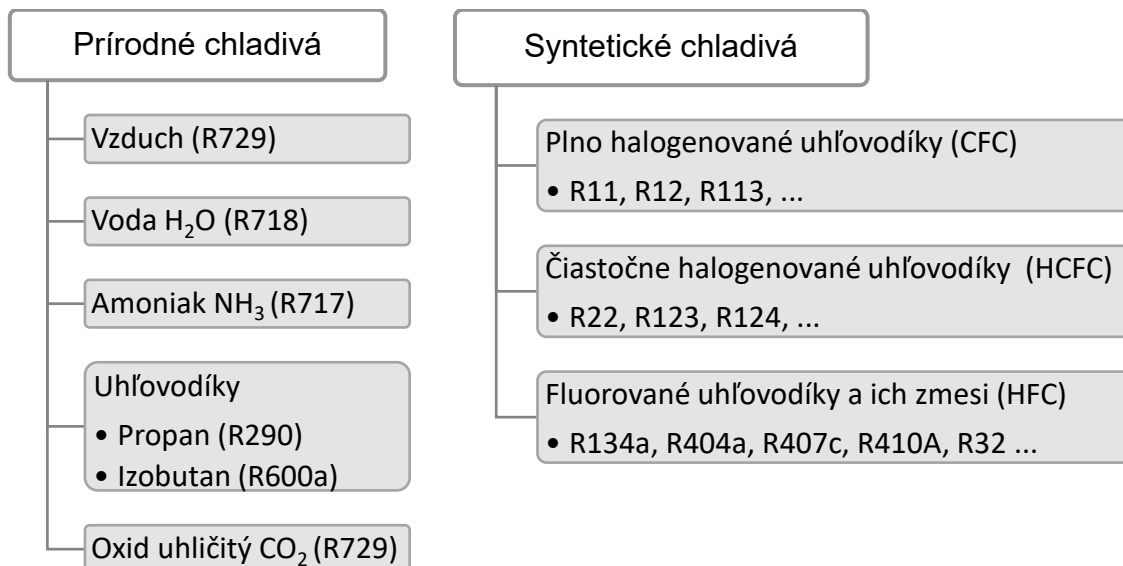 Prírodné chladivá
Vzduch (R729)
Voda H₂O (R718)
Amoniak NH₃ (R717)
Uhľovodíky
• Propan (R290)
• Izobutan (R600a)
Oxid uhličitý CO₂ (R729)
Syntetické chladivá
Plno halogenované uhľovodíky (CFC)
• R11, R12, R113, ...
Čiastočne halogenované uhľovodíky (HCFC)
• R22, R123, R124, ...
Fluorované uhľovodíky a ich zmesi (HFC)
• R134a, R404a, R407c, R410A, R32 ...